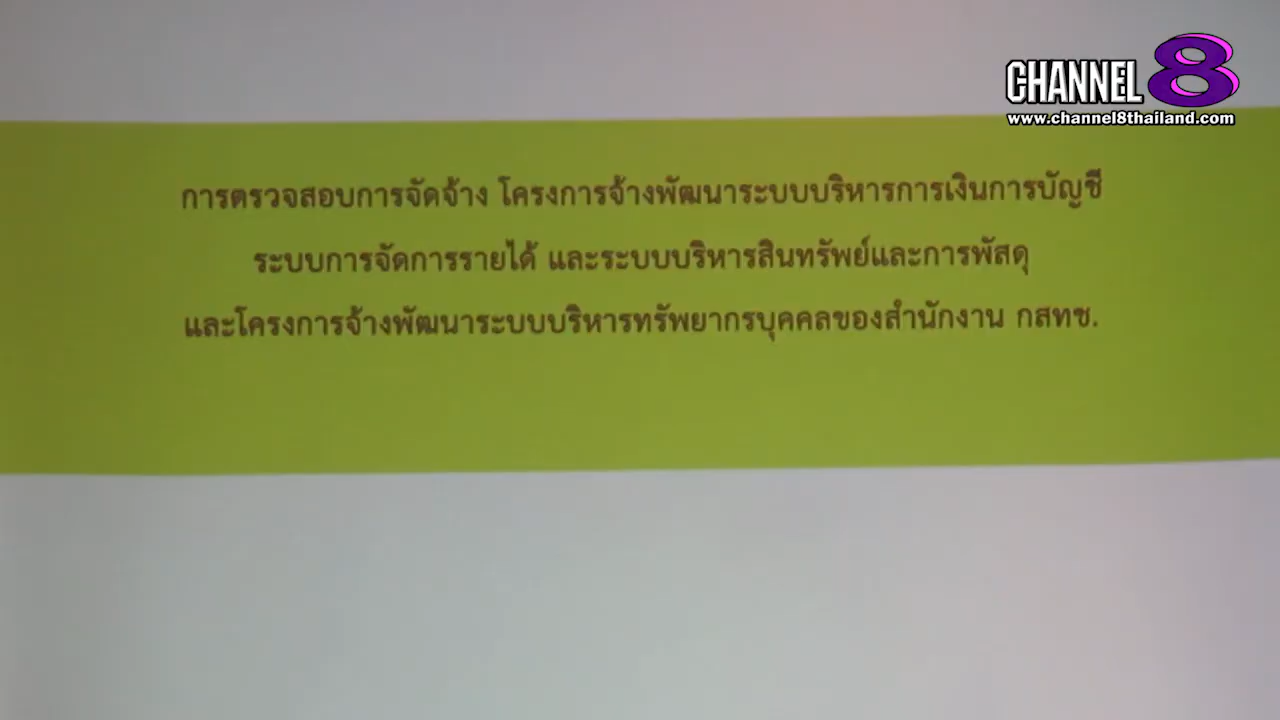 CHANNEL 8
www.channel8thailand.com
การตรวจสอบการจัดจ้าง โครงการจ้างพัฒนาระบบบริหารการเงินการบัญชี
ระบบการจัดการรายได้ และระบบบริหารสินทรัพย์และการพัสดุ
และโครงการจ้างพัฒนาระบบบริหารทรัพยากรบุคคลของสำนักงาน กสทช.